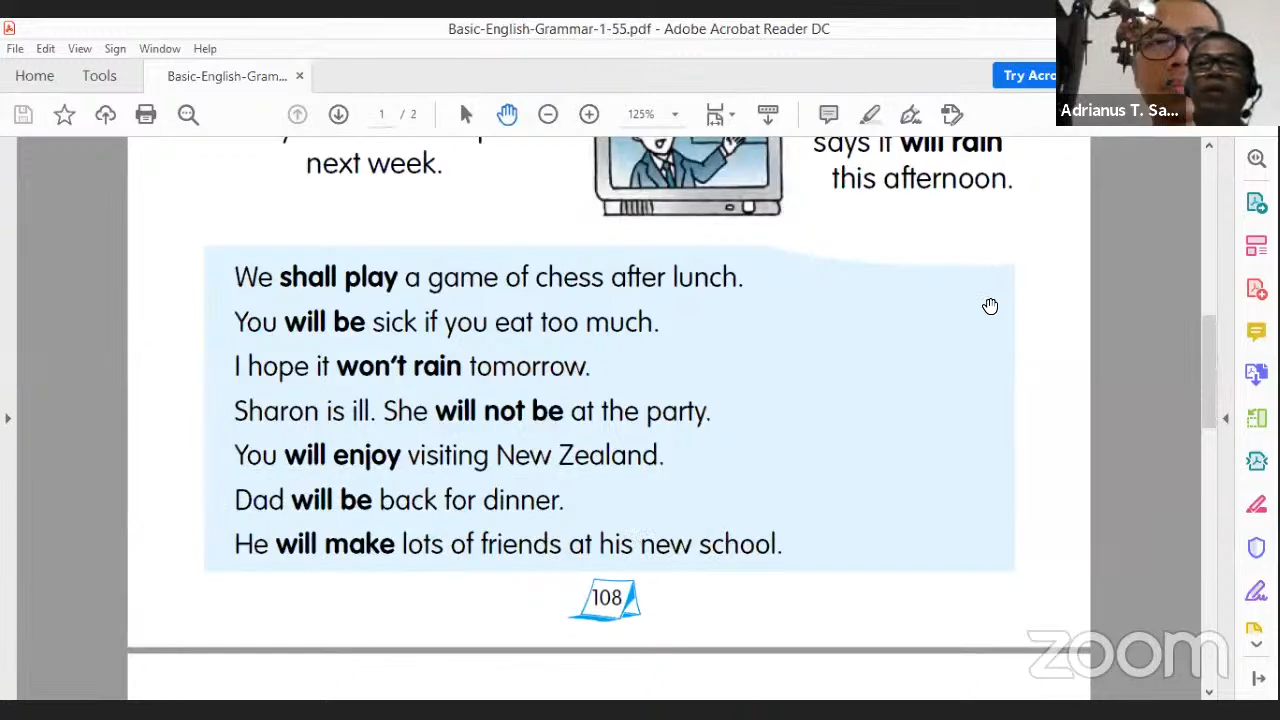 Basic-English-Grammar-1-55.pdf - Adobe Acrobat Reader DC
File Edit View Sign Window Help
Home Tools Basic-English-Gram... × Try Acro
1 / 2 125%
Adrianus T. Sa...
next week.
says it will rain
this afternoon.
We shall play a game of chess after lunch.
You will be sick if you eat too much.
I hope it won't rain tomorrow.
Sharon is ill. She will not be at the party.
You will enjoy visiting New Zealand.
Dad will be back for dinner.
He will make lots of friends at his new school.
108
zoom